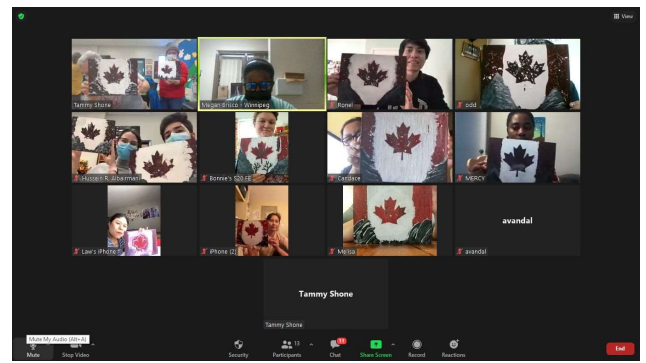 View
Tammy Shone
Megan Brisco - Winnipeg
Ronel
odd
Hussein R. Albarmani
Bonnie's S20 FE
Candace
MERCY
Law's iPhone
iPhone (2)
Melisa
avandal
avandal
Tammy Shone
Tammy Shone
Mute My Audio (Alt+A)
Mute
Stop Video
Security
13
Participants
11
Chat
Share Screen
Record
Reactions
End